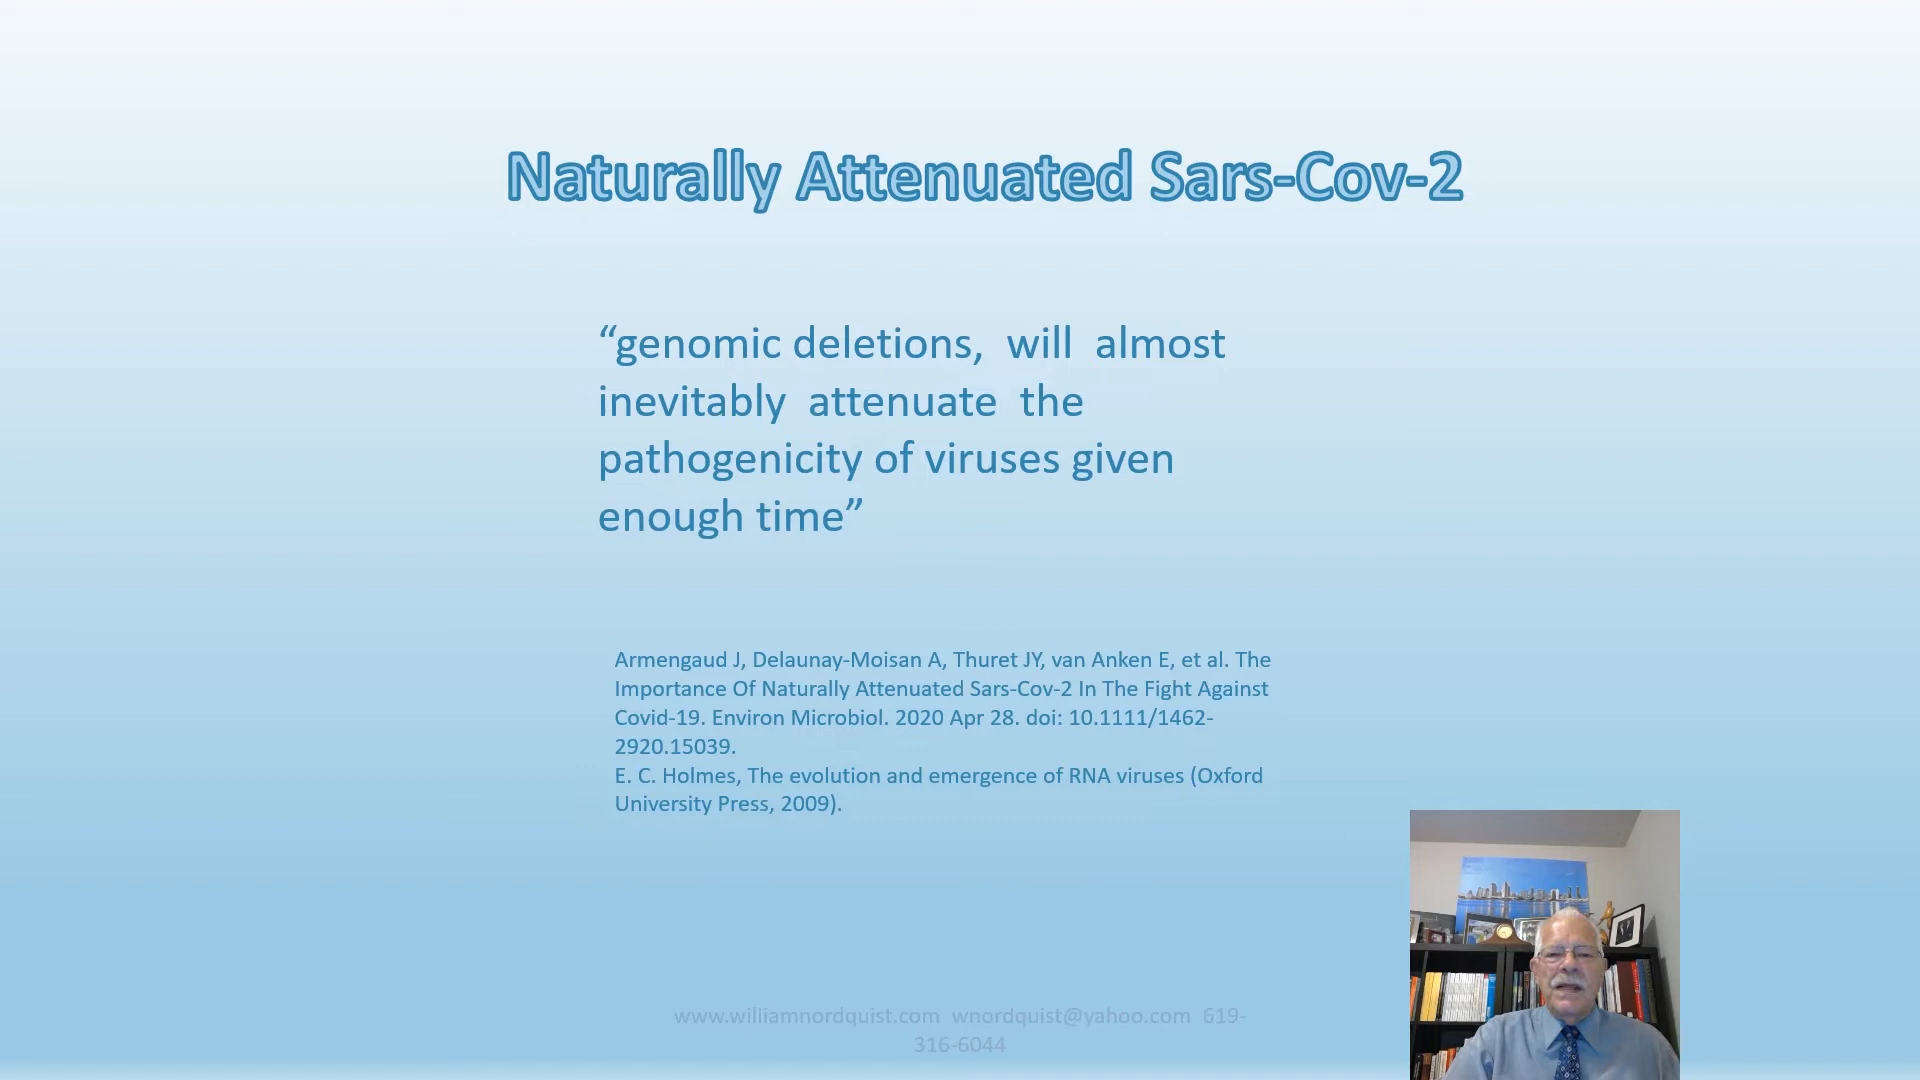 Naturally Attenuated Sars-Cov-2
“genomic deletions, will almost
inevitably attenuate the
pathogenicity of viruses given
enough time”
Armengaud J, Delaunay-Moisan A, Thuret JY, van Anken E, et al. The
Importance Of Naturally Attenuated Sars-Cov-2 In The Fight Against
Covid-19. Environ Microbiol. 2020 Apr 28. doi: 10.1111/1462-
2920.15039.
E. C. Holmes, The evolution and emergence of RNA viruses (Oxford
University Press, 2009).
www.williamnordquist.com wnordquist@yahoo.com 619-
316-6044